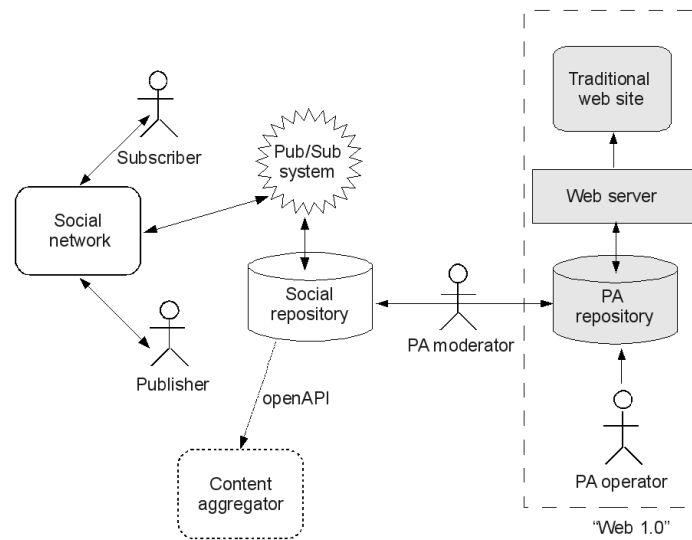 Traditional
web site
Subscriber
Pub/Sub
system
Web server
Social
network
Social
repository
PA
repository
PA moderator
Publisher
openAPI
Content
aggregator
PA operator
“Web 1.0”